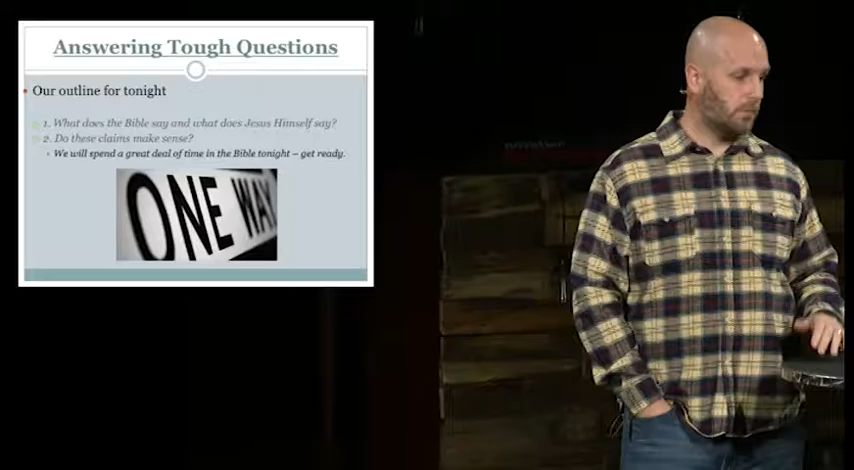 Answering Tough Questions
Our outline for tonight
1. What does the Bible say and what does Jesus Himself say?
2. Do these claims make sense?
We will spend a great deal of time in the Bible tonight – get ready.
ONE WAY